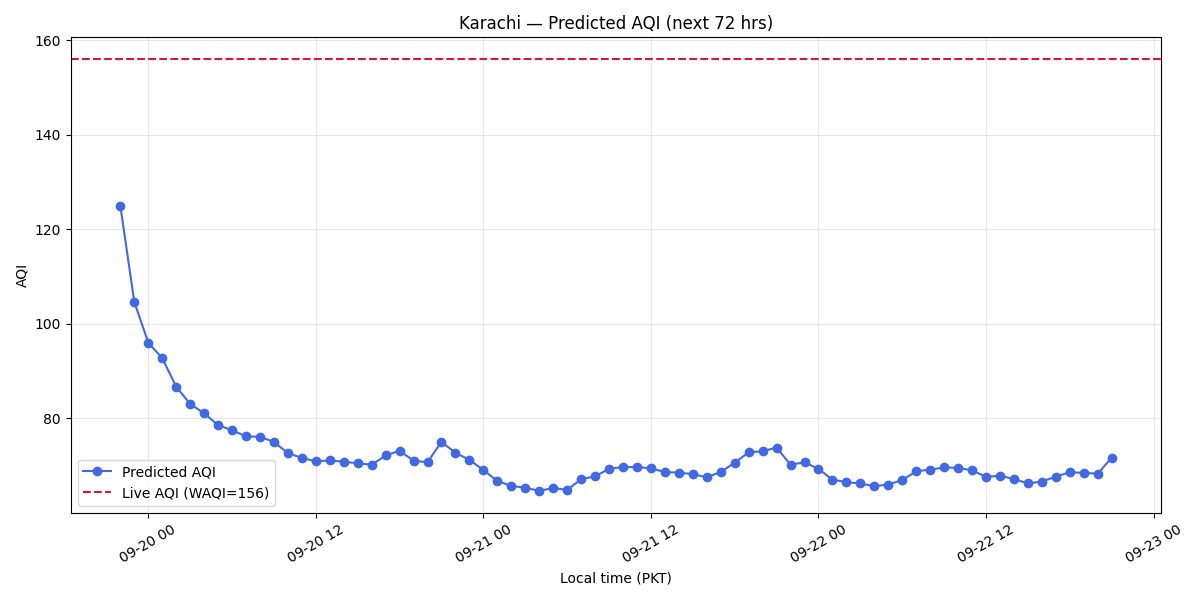 Karachi — Predicted AQI (next 72 hrs)
160
140
120
100
80
AQI
Predicted AQI
Live AQI (WAQI=156)
09-20 00
09-20 12
09-21 00
09-21 12
09-22 00
09-22 12
09-23 00
Local time (PKT)